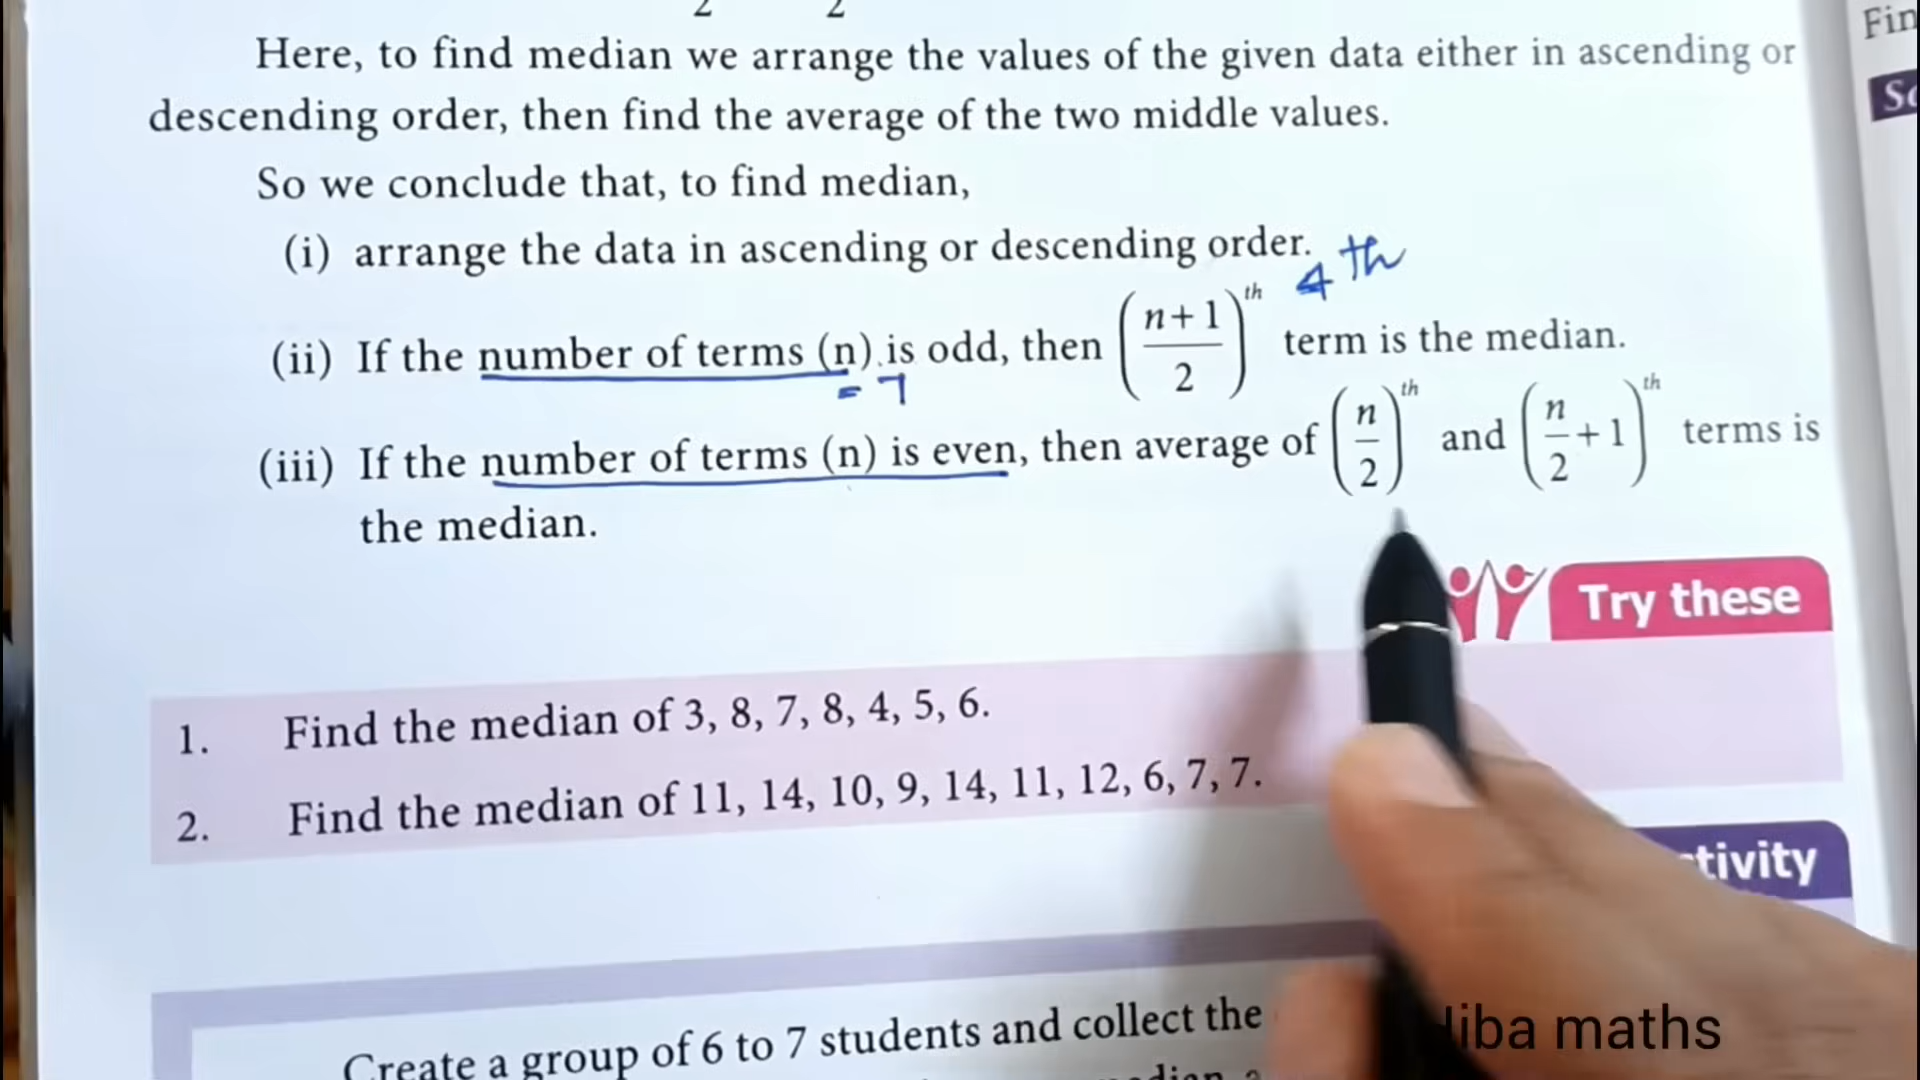 2 2
Fin
Here, to find median we arrange the values of the given data either in ascending or
So
descending order, then find the average of the two middle values.
So we conclude that, to find median,
(i) arrange the data in ascending or descending order.
4 th
(ii) If the number of terms (n) is odd, then (n+1/2)th term is the median.
= 7
(iii) If the number of terms (n) is even, then average of (n/2)th and (n/2+1)th terms is
the median.
Try these
1. Find the median of 3, 8, 7, 8, 4, 5, 6.
2. Find the median of 11, 14, 10, 9, 14, 11, 12, 6, 7, 7.
tivity
Create a group of 6 to 7 students and collect the
iba maths